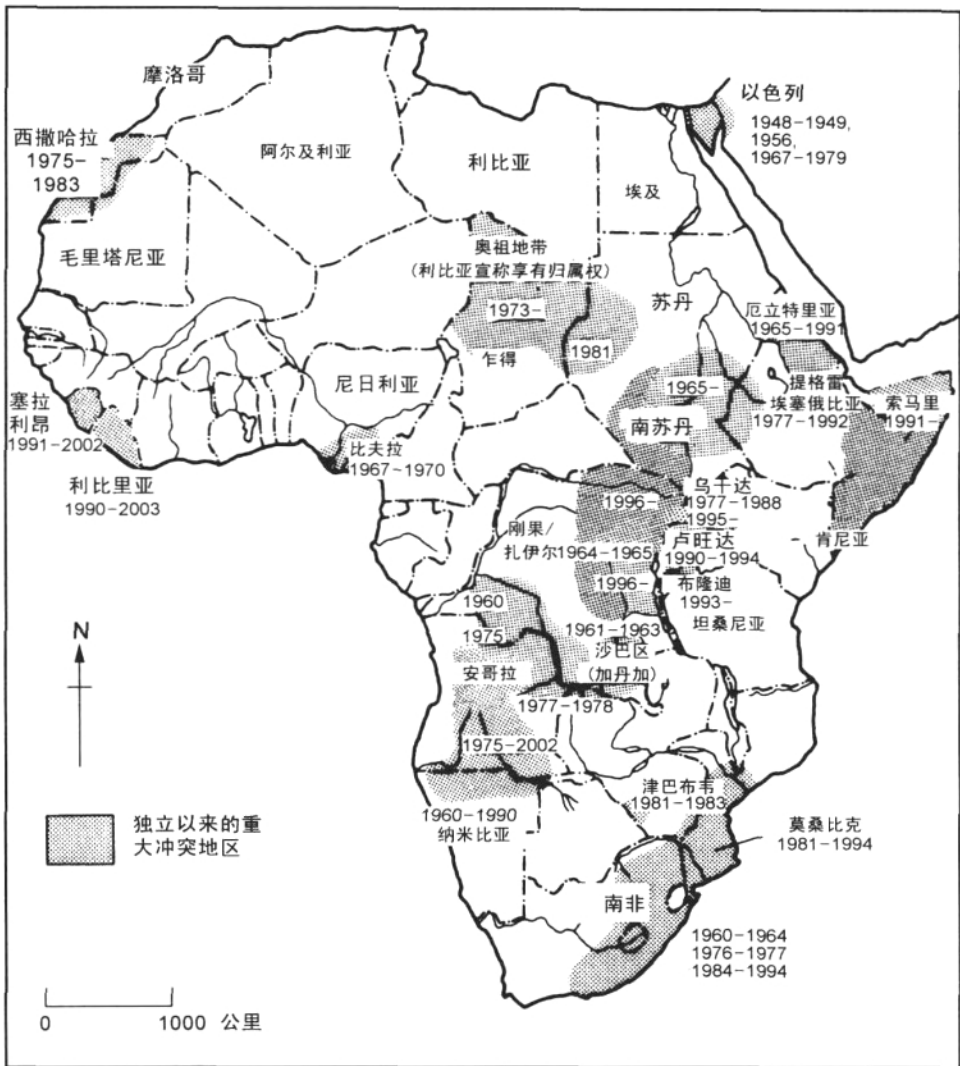 摩洛哥
西撒哈拉
1975-
1983
阿尔及利亚
利比亚
埃及
以色列
1948-1949,
1956,
1967-1979
毛里塔尼亚
奥祖地带
(利比亚宣称享有归属权)
1973-
1981
乍得
苏丹
厄立特里亚
1965-1991
提格雷
埃塞俄比亚
1977-1992
索马里
1991-
尼日利亚
1965-
南苏丹
塞拉
利昂
1991-2002
比夫拉
1967-1970
利比里亚
1990-2003
乌干达
1977-1988
1995-
1996-
刚果/
扎伊尔1964-1965
卢旺达
1990-1994
肯尼亚
1996-
布隆迪
1993-
坦桑尼亚
1960
1975
1961-1963
沙巴区
(加丹加)
安哥拉
1977-1978
1975-2002
N
1960-1990
纳米比亚
津巴布韦
1981-1983
莫桑比克
1981-1994
独立以来的重
大冲突地区
南非
1960-1964
1976-1977
1984-1994
0 1000 公里